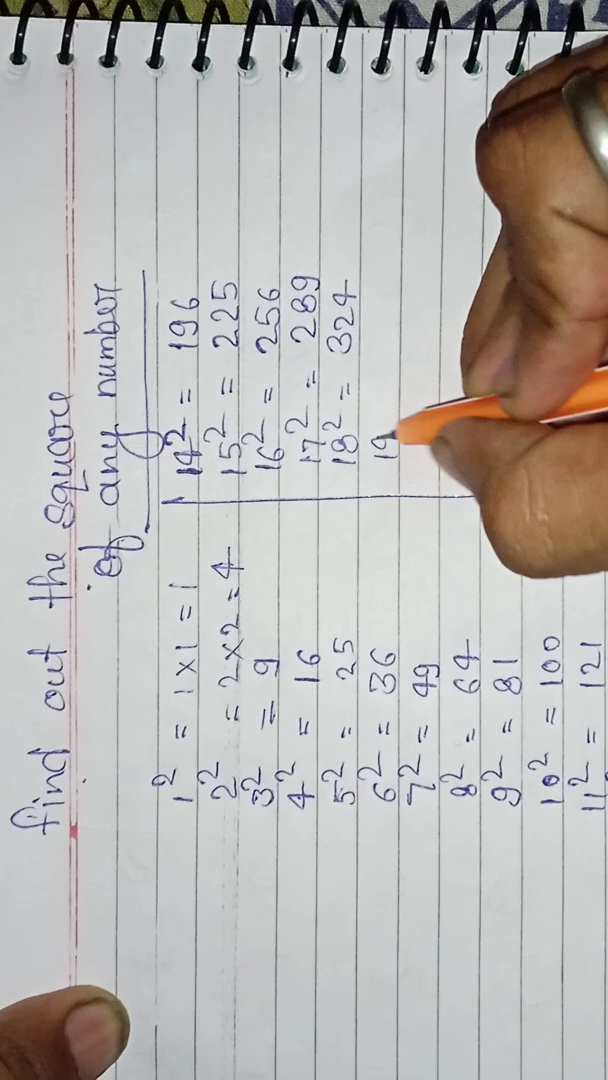 find out the square
of any number
1² = 1×1 = 1
2² = 2×2 = 4
3² = 9
4² = 16
5² = 25
6² = 36
7² = 49
8² = 64
9² = 81
10² = 100
11² = 121
14² = 196
15² = 225
16² = 256
17² = 289
18² = 324
19